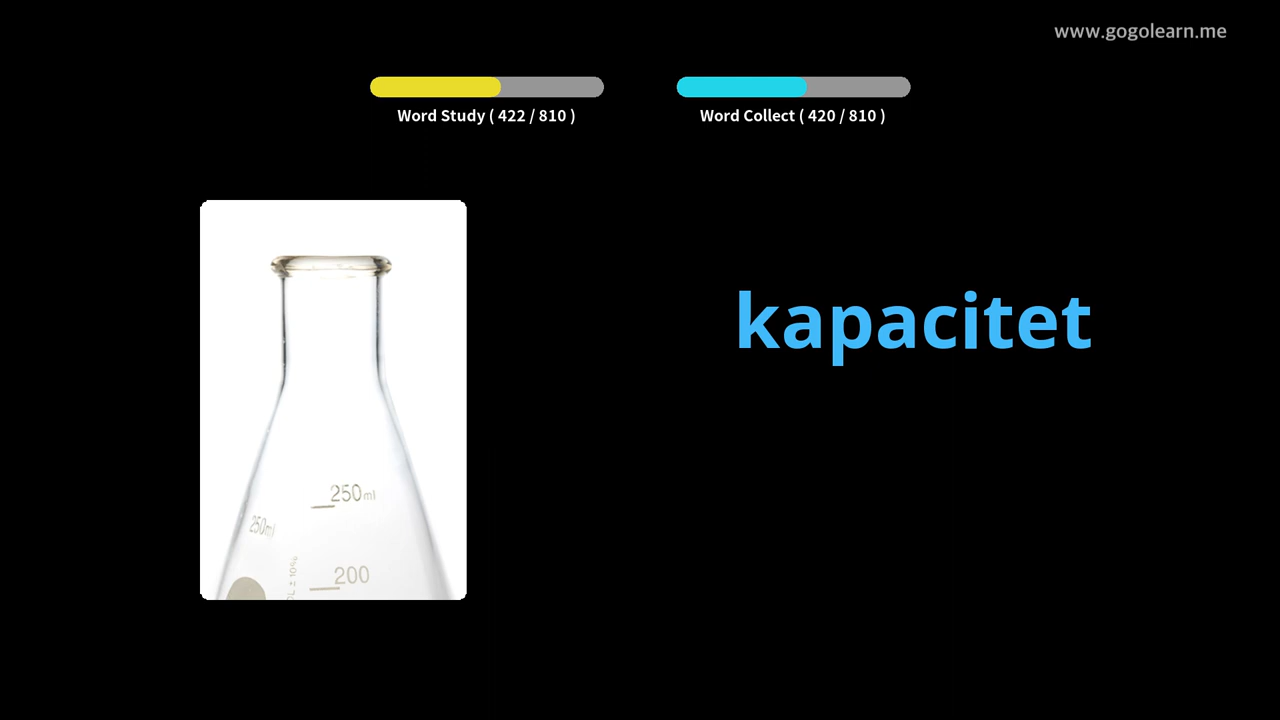 www.gogolearn.me
Word Study ( 422 / 810 )
Word Collect ( 420 / 810 )
kapacitet
250ml
250ml
200